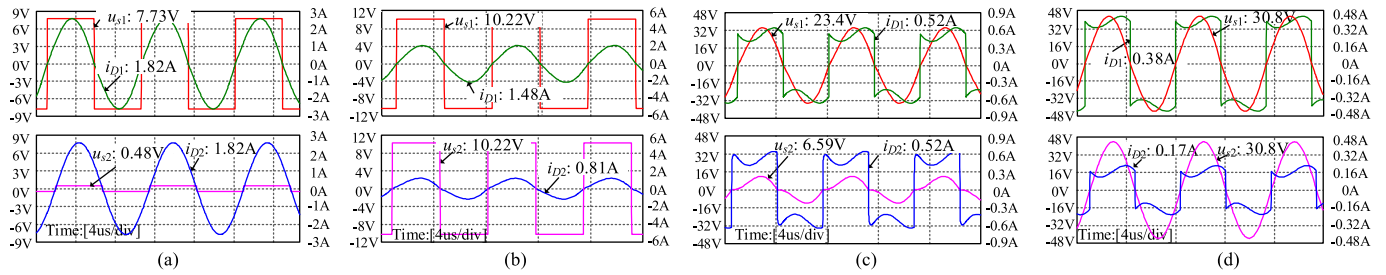 9V
6V
3V
0V
-3V
-6V
9V
3A
2A
1A
0A
-1A
-2A
-3A
us1: 7.73V
iD1: 1.82A
9V
6V
3V
0V
-3V
-6V
9V
3A
2A
1A
-0A
-1A
-2A
-3A
us2: 0.48V
iD2: 1.82A
Time:[4us/div]
(a)
12V
8V
4V
0V
-4V
-8V
-12V
6A
4A
2A
0A
-2A
-4A
-6A
us1: 10.22V
iD1: 1.48A
12V
8V
4V
0V
-4V
-8V
-12V
6A
4A
2A
0A
-2A
-4A
-6A
us2: 10.22V
iD2: 0.81A
Time:[4us/div]
(b)
48V
32V
16V
0V
-16V
-32V
-48V
0.9A
0.6A
0.3A
0A
-0.3A
-0.6A
-0.9A
us1: 23.4V
iD1: 0.52A
48V
32V
16V
0V
-16V
-32V
-48V
0.9A
0.6A
0.3A
0A
-0.3A
-0.6A
-0.9A
us2: 6.59V
iD2: 0.52A
Time:[4us/div]
(c)
48V
32V
16V
0V
-16V
-32V
-48V
0.48A
0.32A
0.16A
0A
-0.16A
-0.32A
-0.48A
us1: 30.8V
iD1: 0.38A
48V
32V
16V
0V
-16V
-32V
-48V
0.48A
0.32A
0.16A
0A
-0.16A
-0.32A
-0.48A
iD2: 0.17A
us2: 30.8V
Time:[4us/div]
(d)